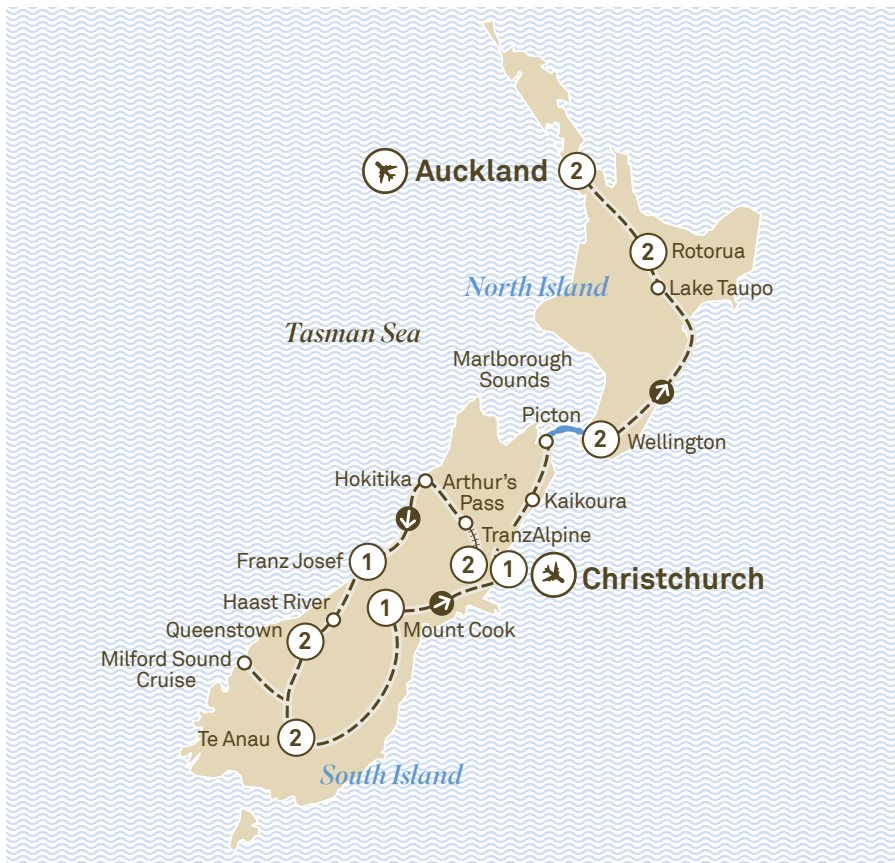 Auckland
2
2
Rotorua
North Island
Lake Taupo
Tasman Sea
Marlborough
Sounds
Picton
2
Wellington
Hokitika
Arthur's
Pass
Kaikoura
TranzAlpine
Franz Josef
1
2
1
Christchurch
Haast River
1
Queenstown
2
Mount Cook
Milford Sound
Cruise
Te Anau
2
South Island